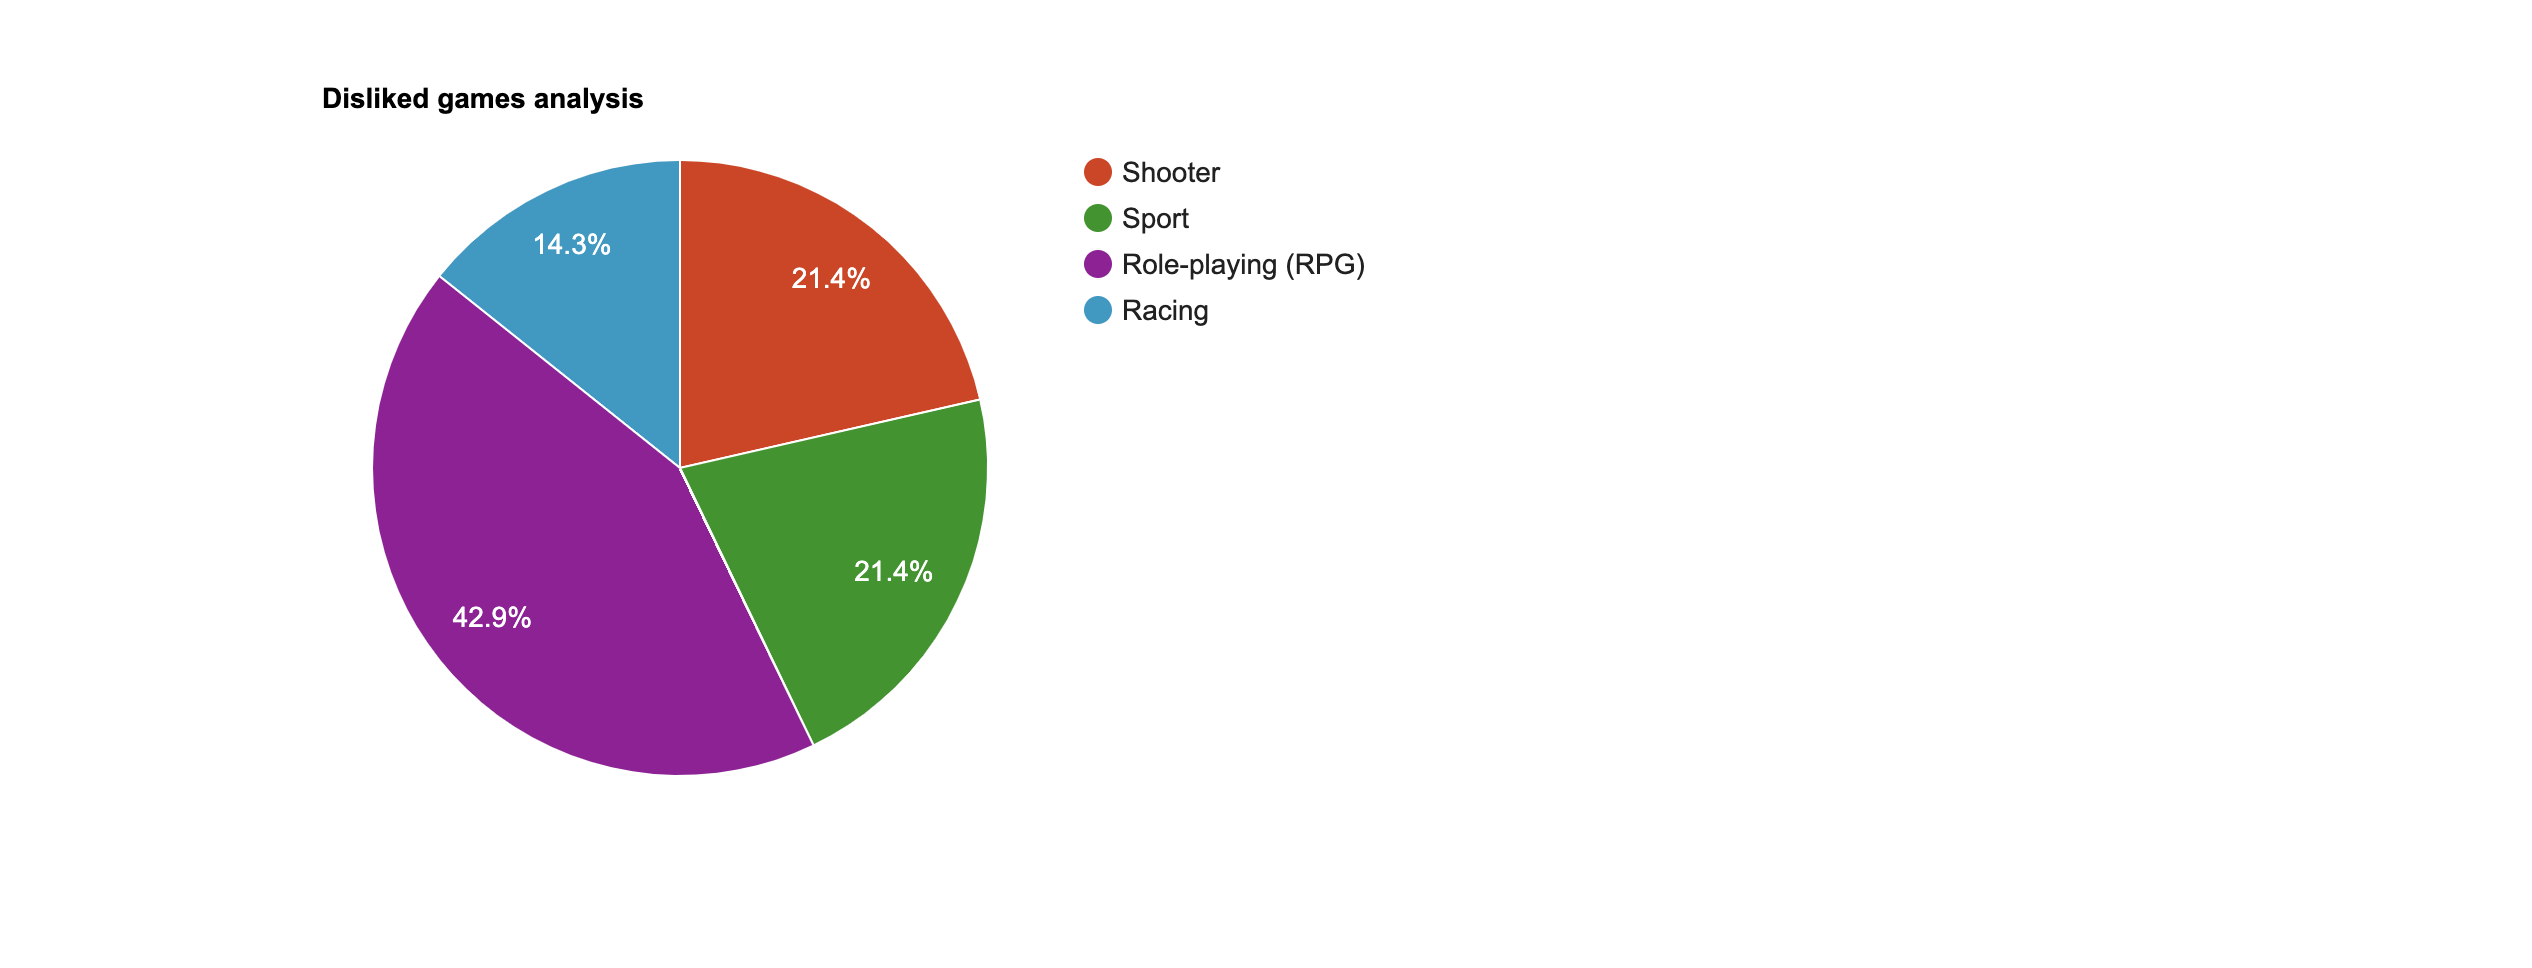 Disliked games analysis
Shooter
Sport
Role-playing (RPG)
Racing
14.3%
21.4%
21.4%
42.9%